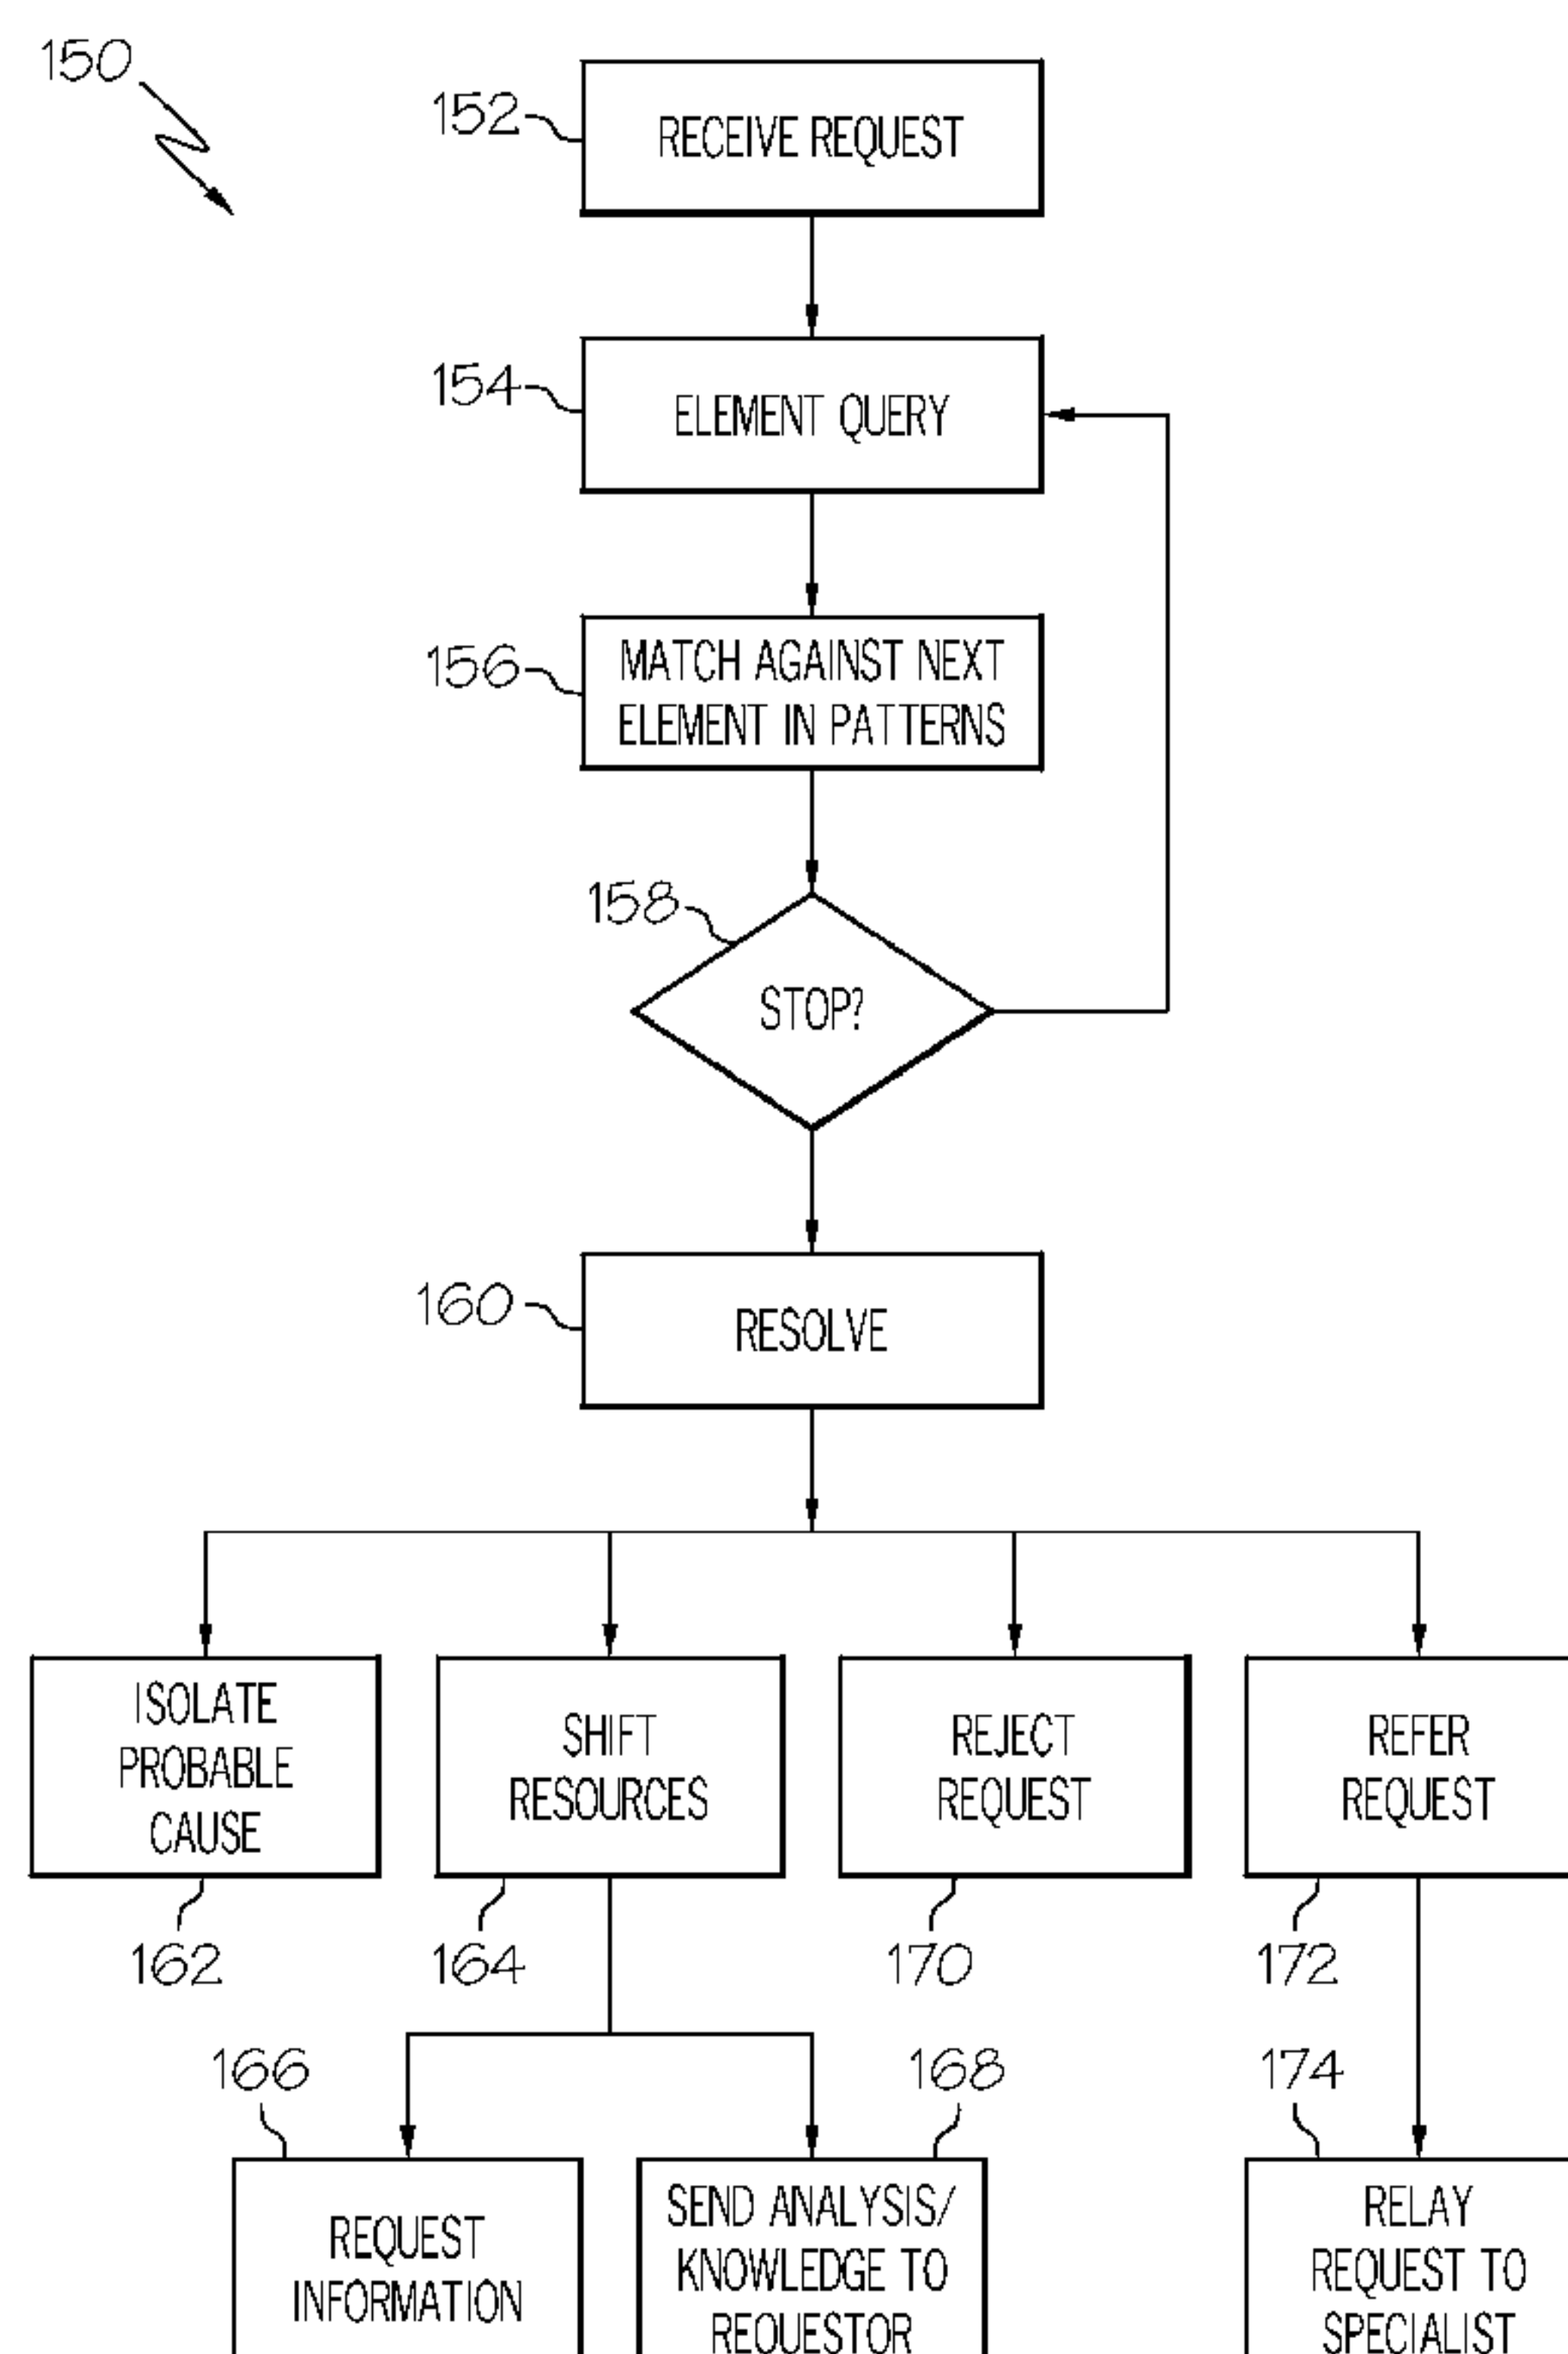 150
152
RECEIVE REQUEST
154
ELEMENT QUERY
156
MATCH AGAINST NEXT
ELEMENT IN PATTERNS
158
STOP?
160
RESOLVE
ISOLATE
PROBABLE
CAUSE
162
SHIFT
RESOURCES
164
REJECT
REQUEST
170
REFER
REQUEST
172
166
REQUEST
INFORMATION
168
SEND ANALYSIS/
KNOWLEDGE TO
REQUESTOR
174
RELAY
REQUEST TO
SPECIALIST